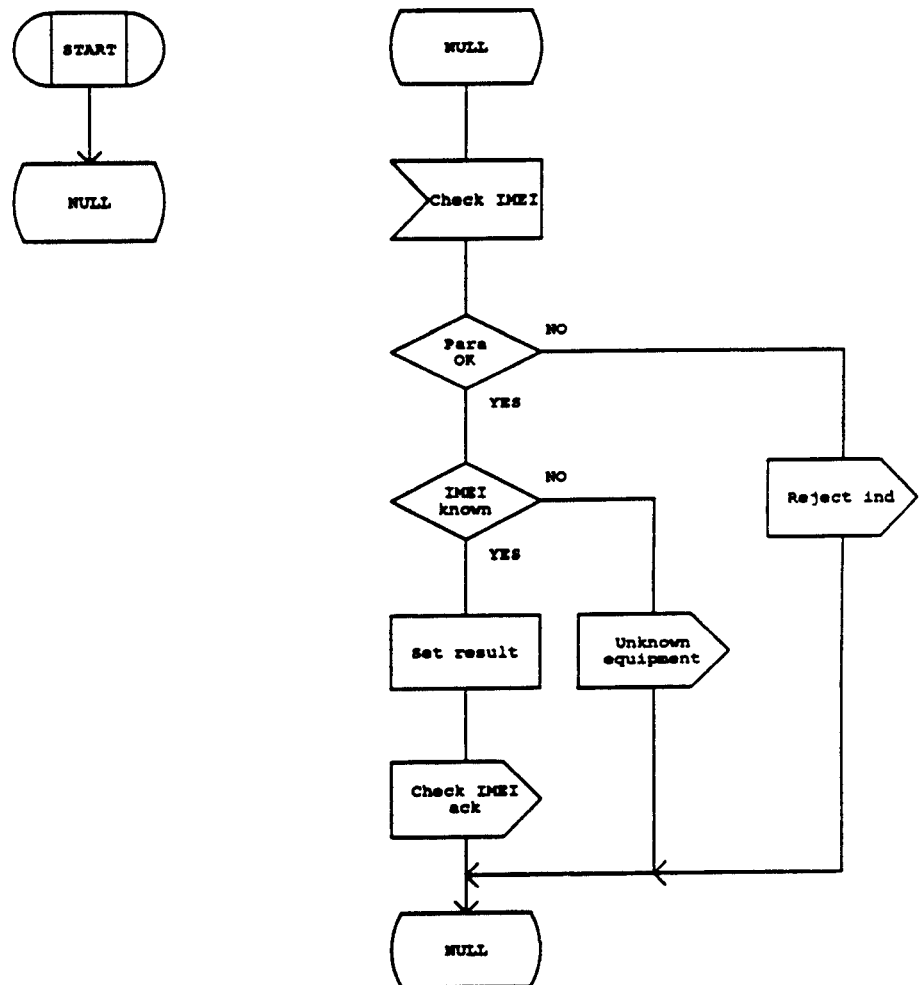 START
NULL
NULL
Check IMEI
Para
OK
NO
YES
IMEI
known
NO
YES
Reject ind
Set result
Unknown
equipment
Check IMEI
ack
NULL